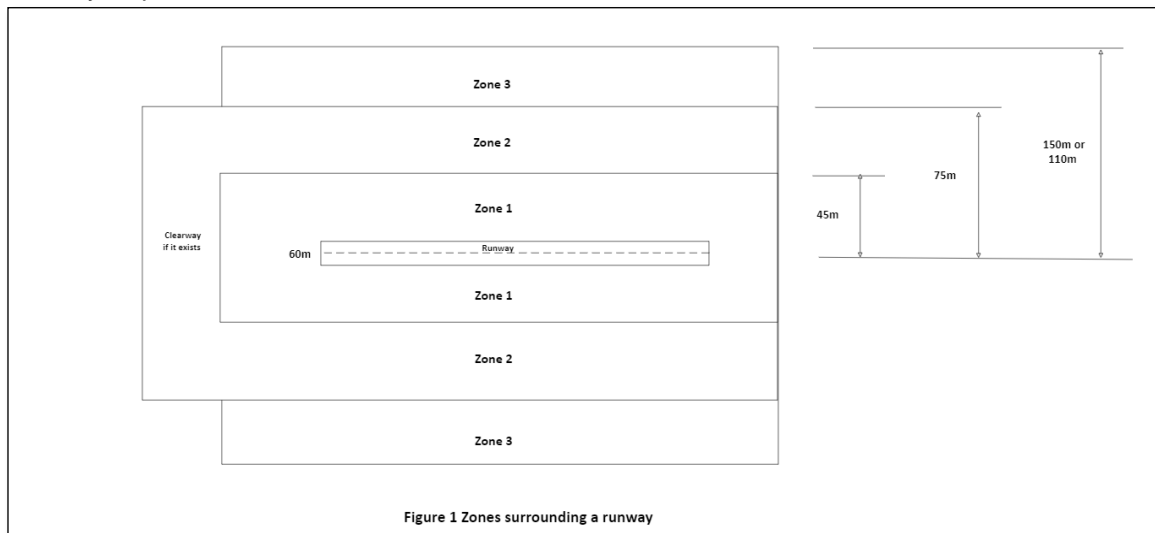 Zone 3
Zone 2
150m or
110m
75m
Zone 1
45m
Clearway
if it exists
Runway
60m
Zone 1
Zone 2
Zone 3
Figure 1 Zones surrounding a runway